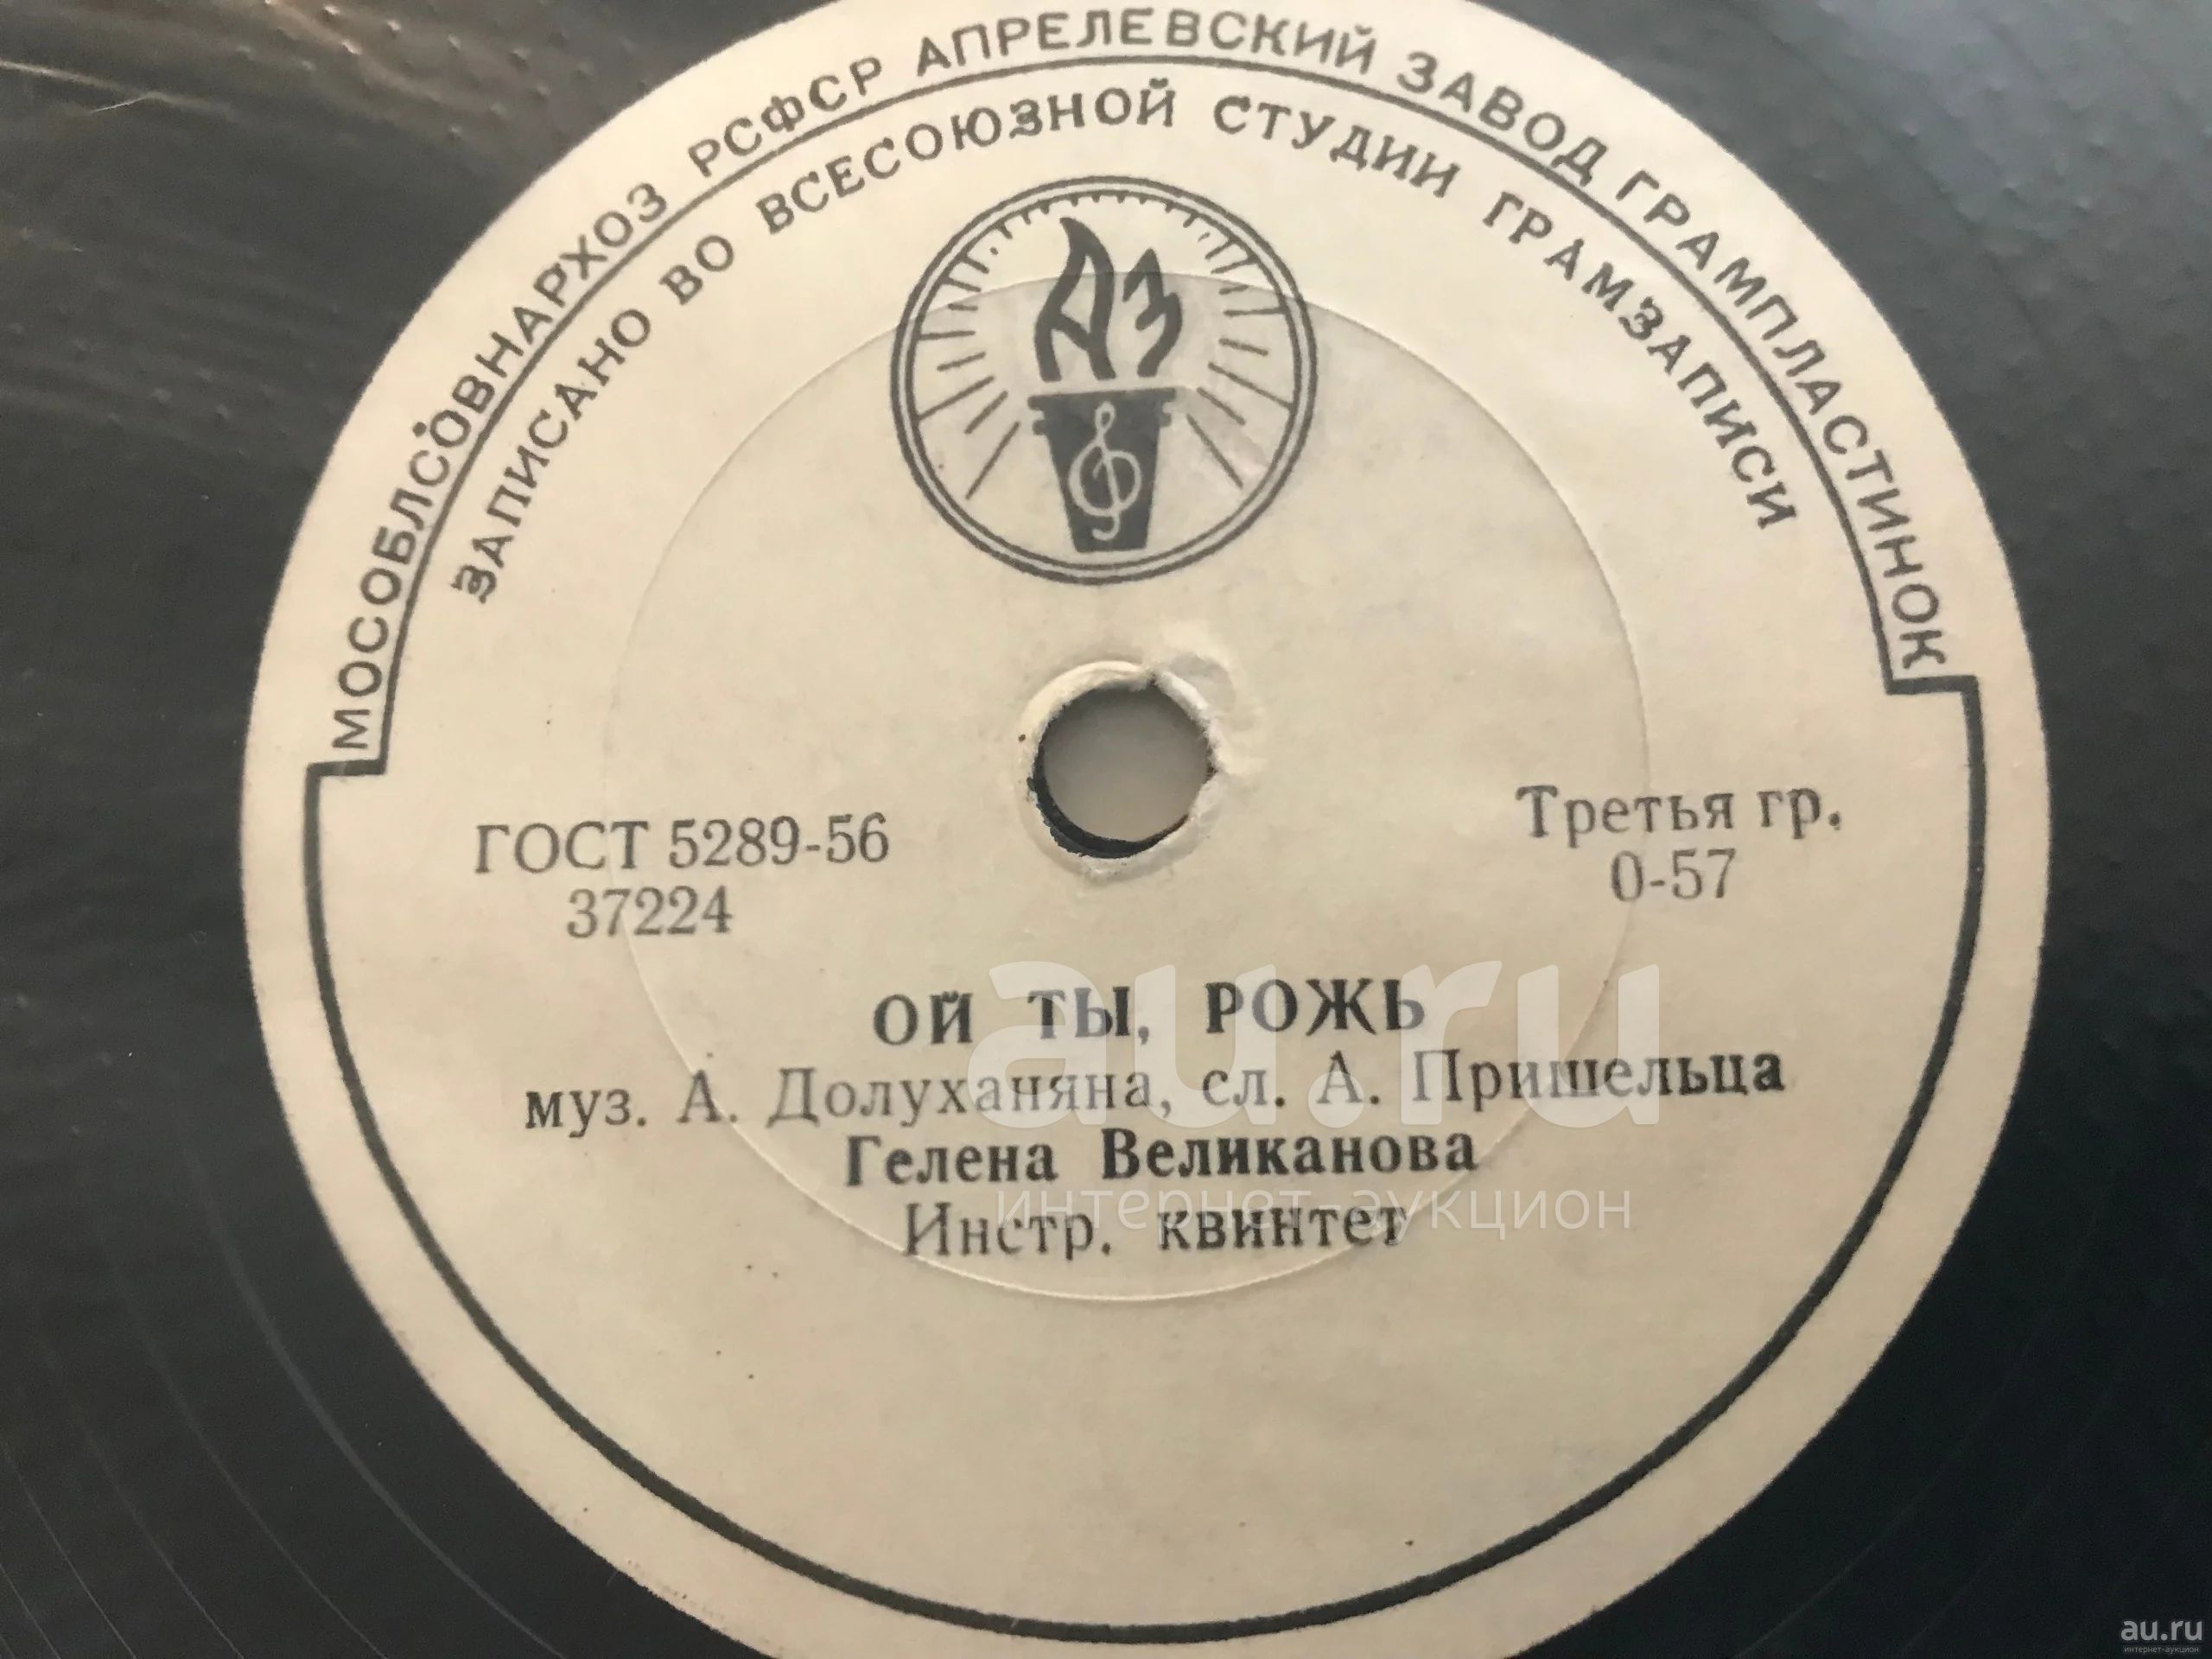 МОСОБЛСОВНАРХОЗ РСФСР АПРЕЛЕВСКИЙ ЗАВОД ГРАМПЛАСТИНОК
ЗАПИСАНО ВО ВСЕСОЮЗНОЙ СТУДИИ ГРАМЗАПИСИ
АЗ
ГОСТ 5289-56
37224
Третья гр.
0-57
ОЙ ТЫ, РОЖЬ
муз. А. Долуханяна, сл. А. Пришельца
Гелена Великанова
Инстр. квинтет
au.ru
интернет-аукцион
au.ru
интернет-аукцион